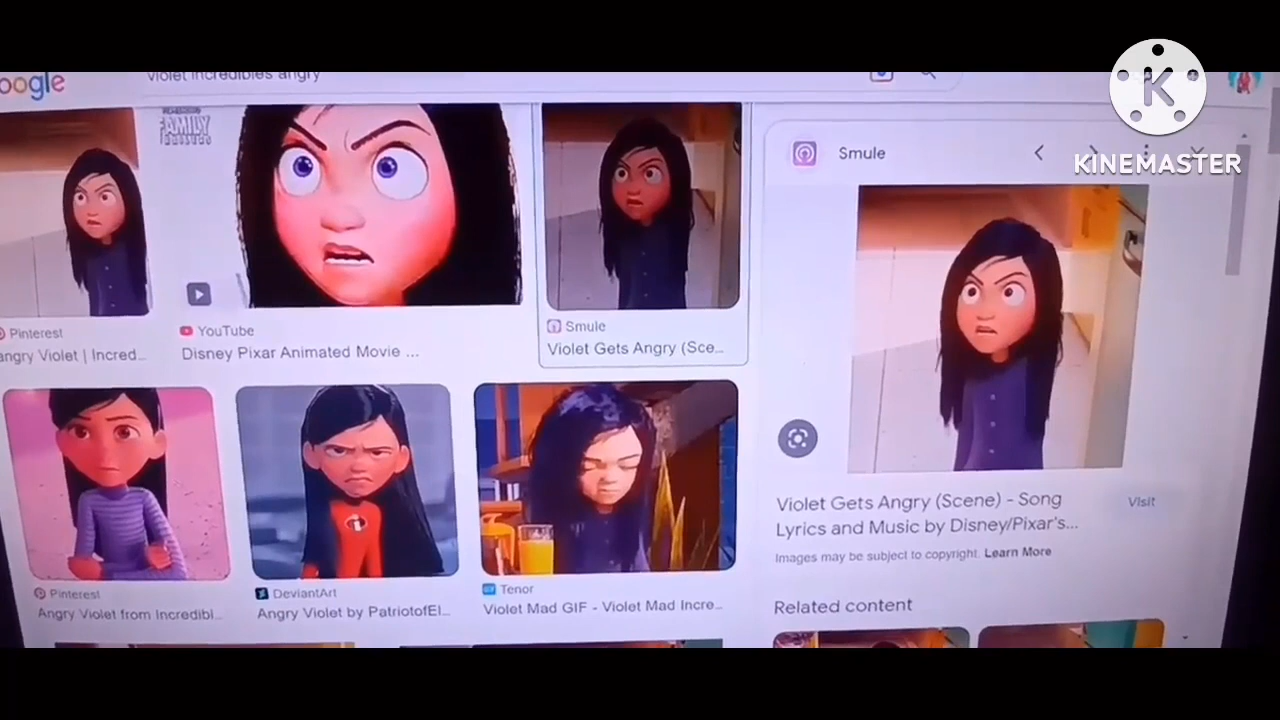 oogle
violet incredibles angry
K
KINEMASTER
FAMILY
Smule
Pinterest
angry Violet | Incred...
YouTube
Disney Pixar Animated Movie ...
Smule
Violet Gets Angry (Sce...
Violet Gets Angry (Scene) - Song
Lyrics and Music by Disney/Pixar's...
Visit
Images may be subject to copyright. Learn More
Pinterest
Angry Violet from Incredibl...
DeviantArt
Angry Violet by PatriotofEl...
Tenor
Violet Mad GIF - Violet Mad Incre...
Related content